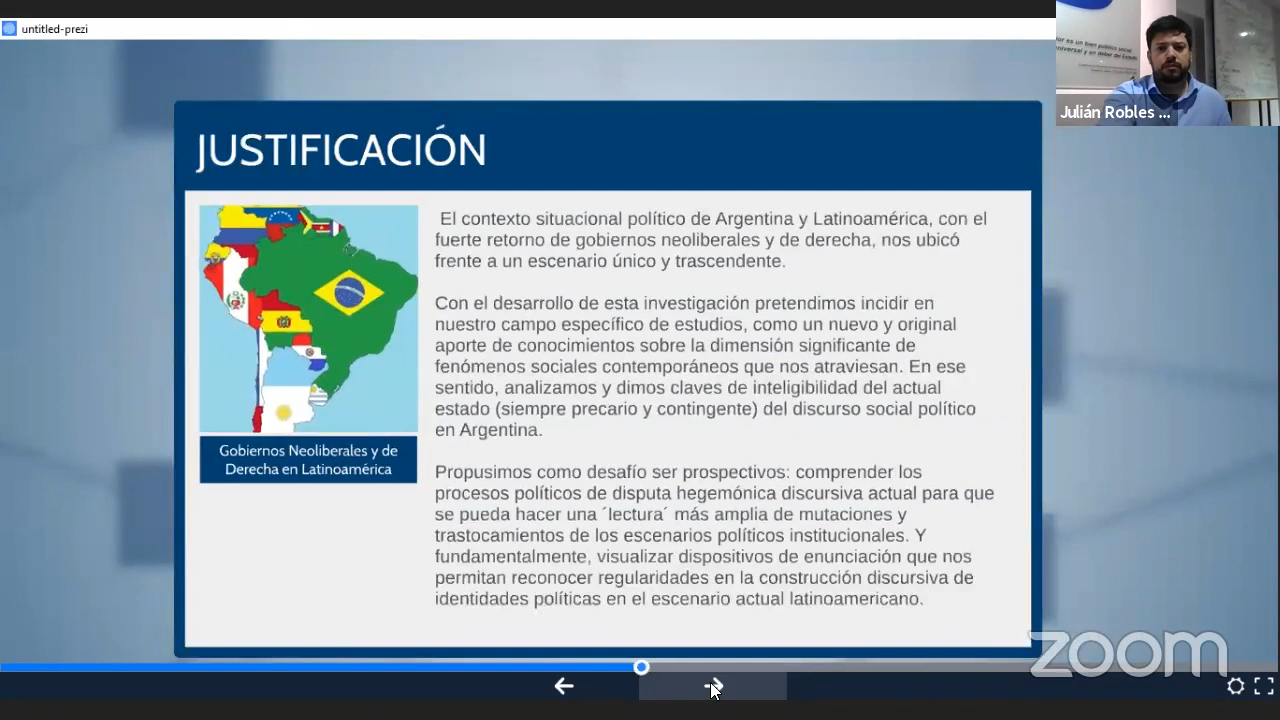 untitled-prezi
Julián Robles ...
JUSTIFICACIÓN
Gobiernos Neoliberales y de
Derecha en Latinoamérica
El contexto situacional político de Argentina y Latinoamérica, con el
fuerte retorno de gobiernos neoliberales y de derecha, nos ubicó
frente a un escenario único y trascendente.
Con el desarrollo de esta investigación pretendimos incidir en
nuestro campo específico de estudios, como un nuevo y original
aporte de conocimientos sobre la dimensión significante de
fenómenos sociales contemporáneos que nos atraviesan. En ese
sentido, analizamos y dimos claves de inteligibilidad del actual
estado (siempre precario y contingente) del discurso social político
en Argentina.
Propusimos como desafío ser prospectivos: comprender los
procesos políticos de disputa hegemónica discursiva actual para que
se pueda hacer una ´lectura´ más amplia de mutaciones y
trastocamientos de los escenarios políticos institucionales. Y
fundamentalmente, visualizar dispositivos de enunciación que nos
permitan reconocer regularidades en la construcción discursiva de
identidades políticas en el escenario actual latinoamericano.
zoom